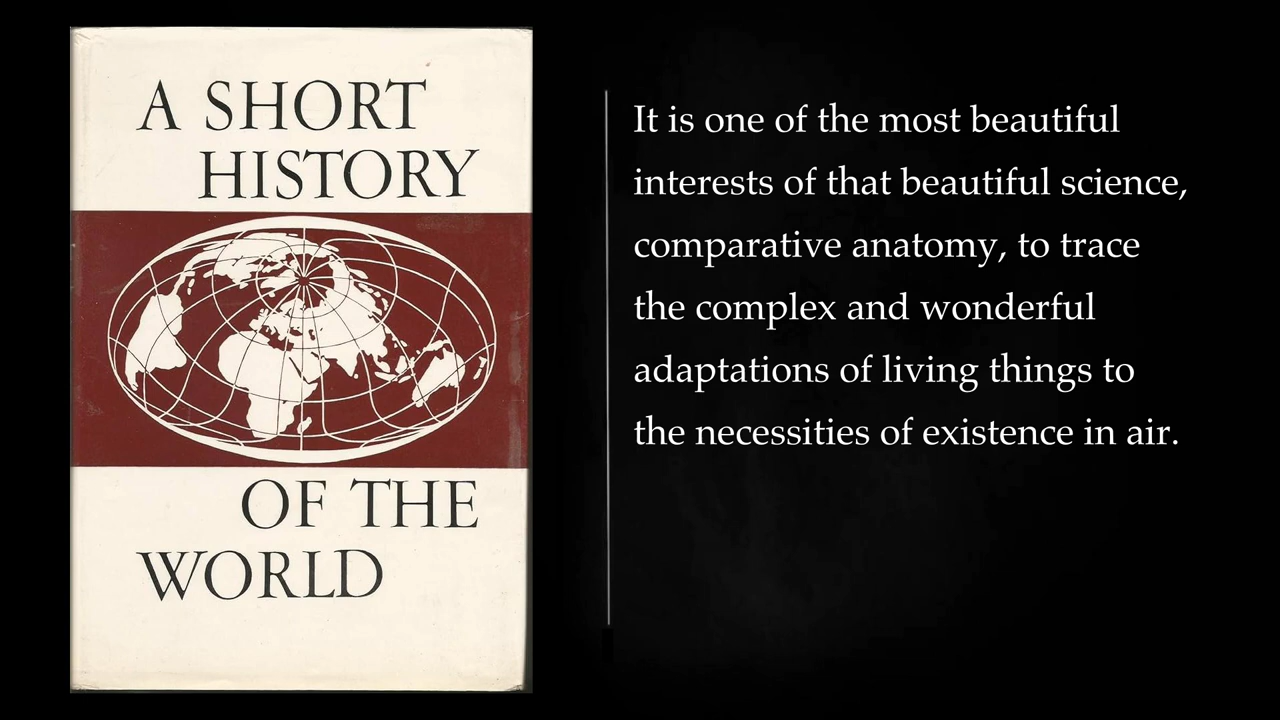 A SHORT
HISTORY
OF THE
WORLD
It is one of the most beautiful
interests of that beautiful science,
comparative anatomy, to trace
the complex and wonderful
adaptations of living things to
the necessities of existence in air.